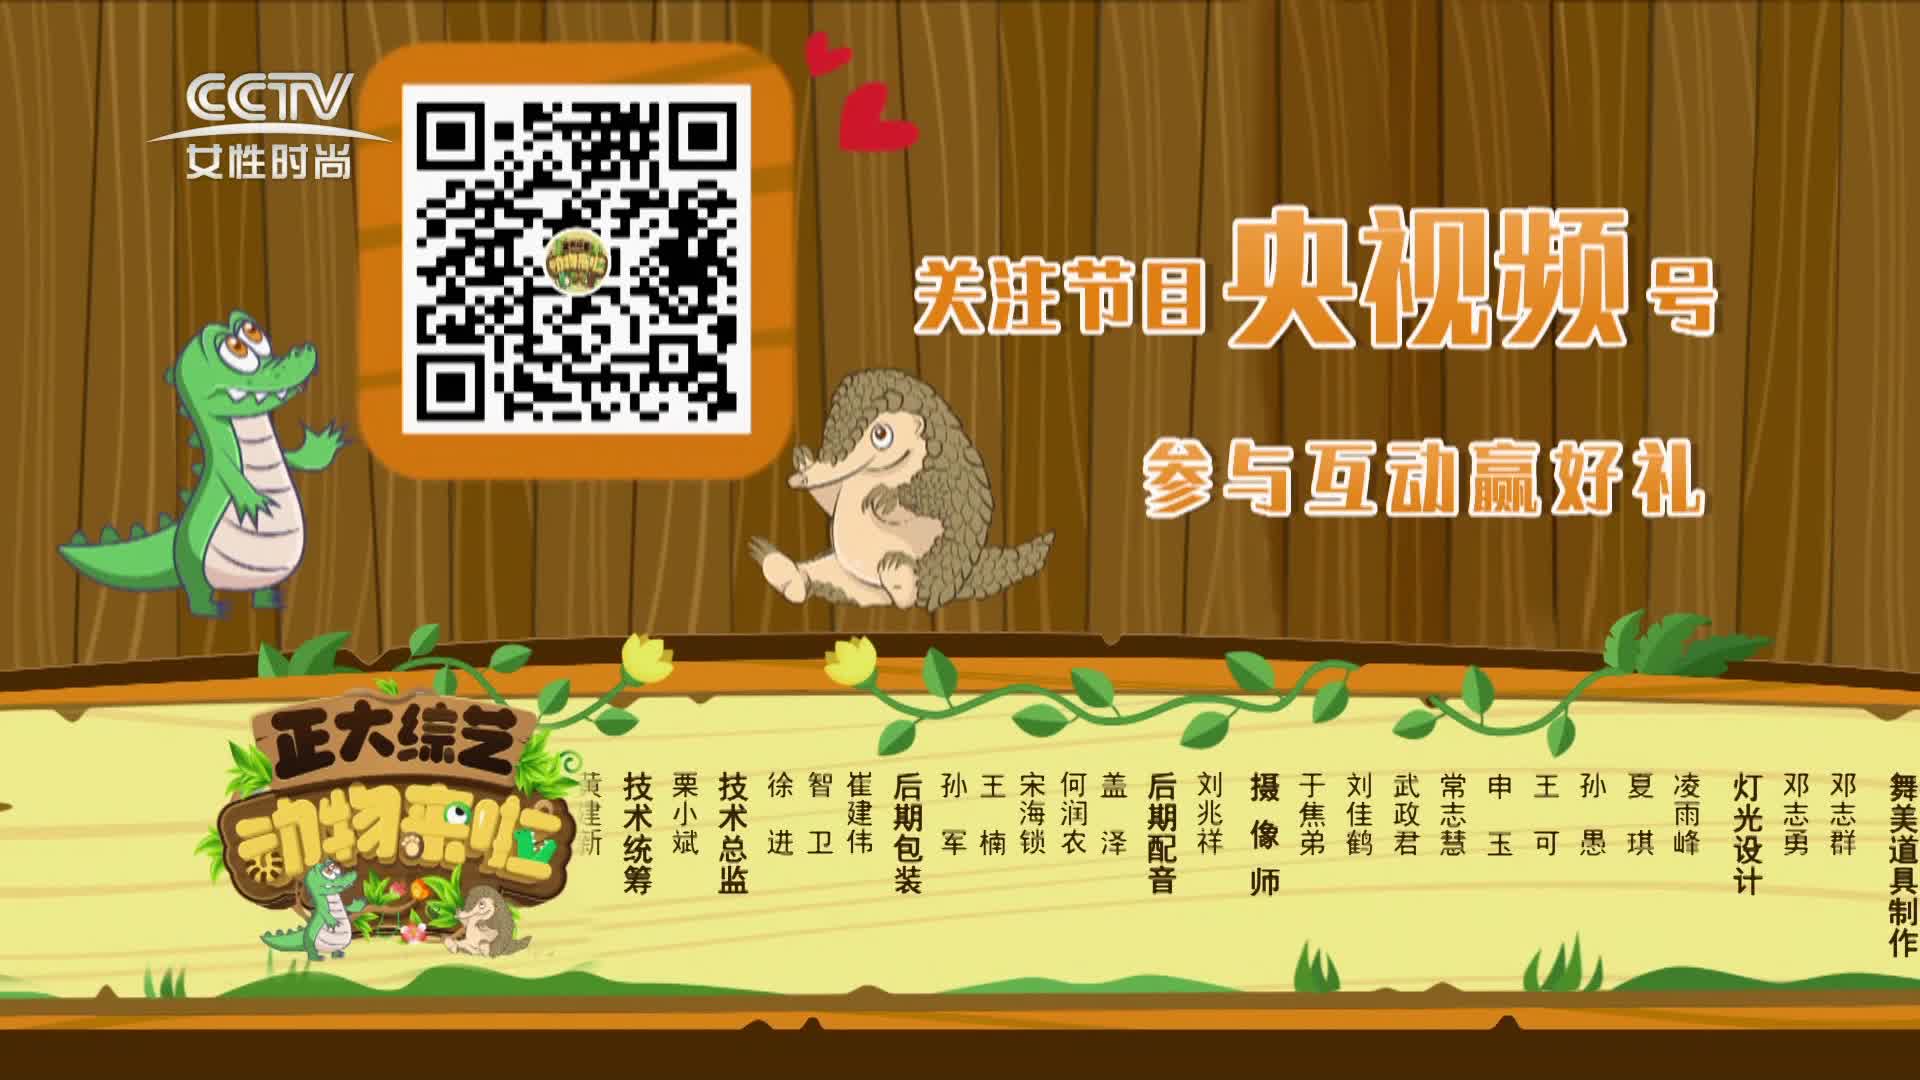 CCTV
女性时尚
关注节目央视频号
参与互动赢好礼
正大综艺
动物来啦
黄建新
技术统筹
栗小斌
技术总监
徐进
智卫
崔建伟
后期包装
孙军
王楠
宋海锁
何润农
盖泽
后期配音
刘兆祥
摄像师
于焦弟
刘佳鹤
武政君
常志慧
申玉
王可
孙愚
夏琪
凌雨峰
灯光设计
邓志勇
邓志群
舞美道具制作